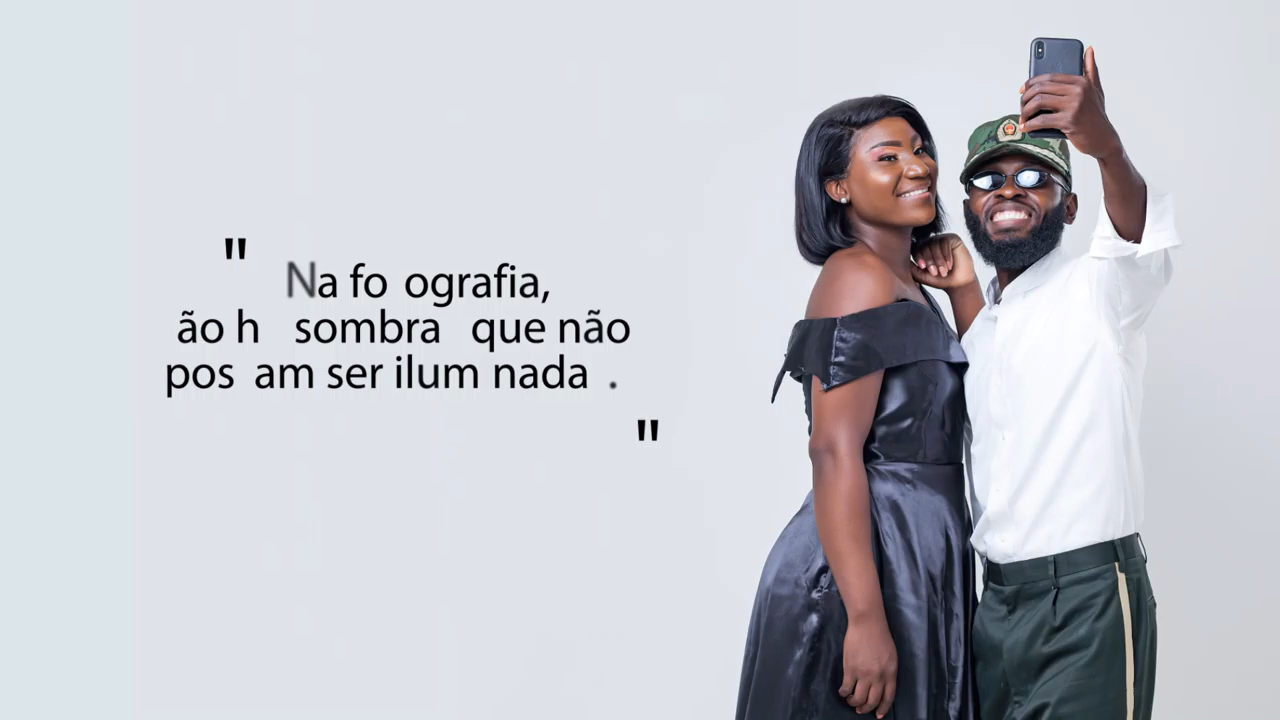 "
Na fo ografia,
ão h sombra que não
pos am ser ilum nada .
"